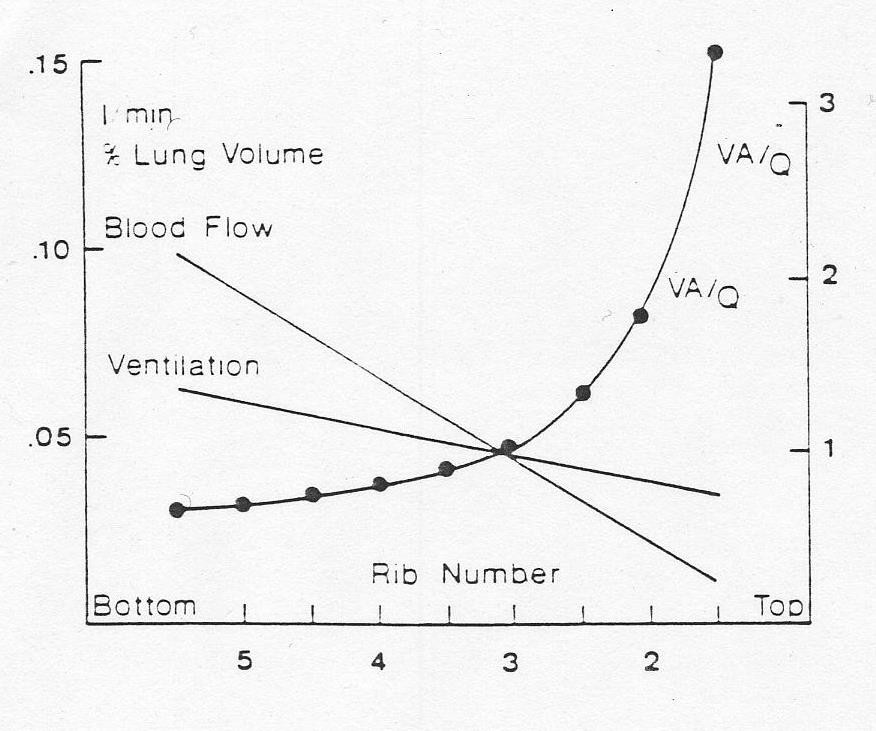 .15
l/min
% Lung Volume
Blood Flow
.10
Ventilation
.05
VA/Q
VA/Q
3
2
1
Rib Number
Bottom
Top
5 4 3 2